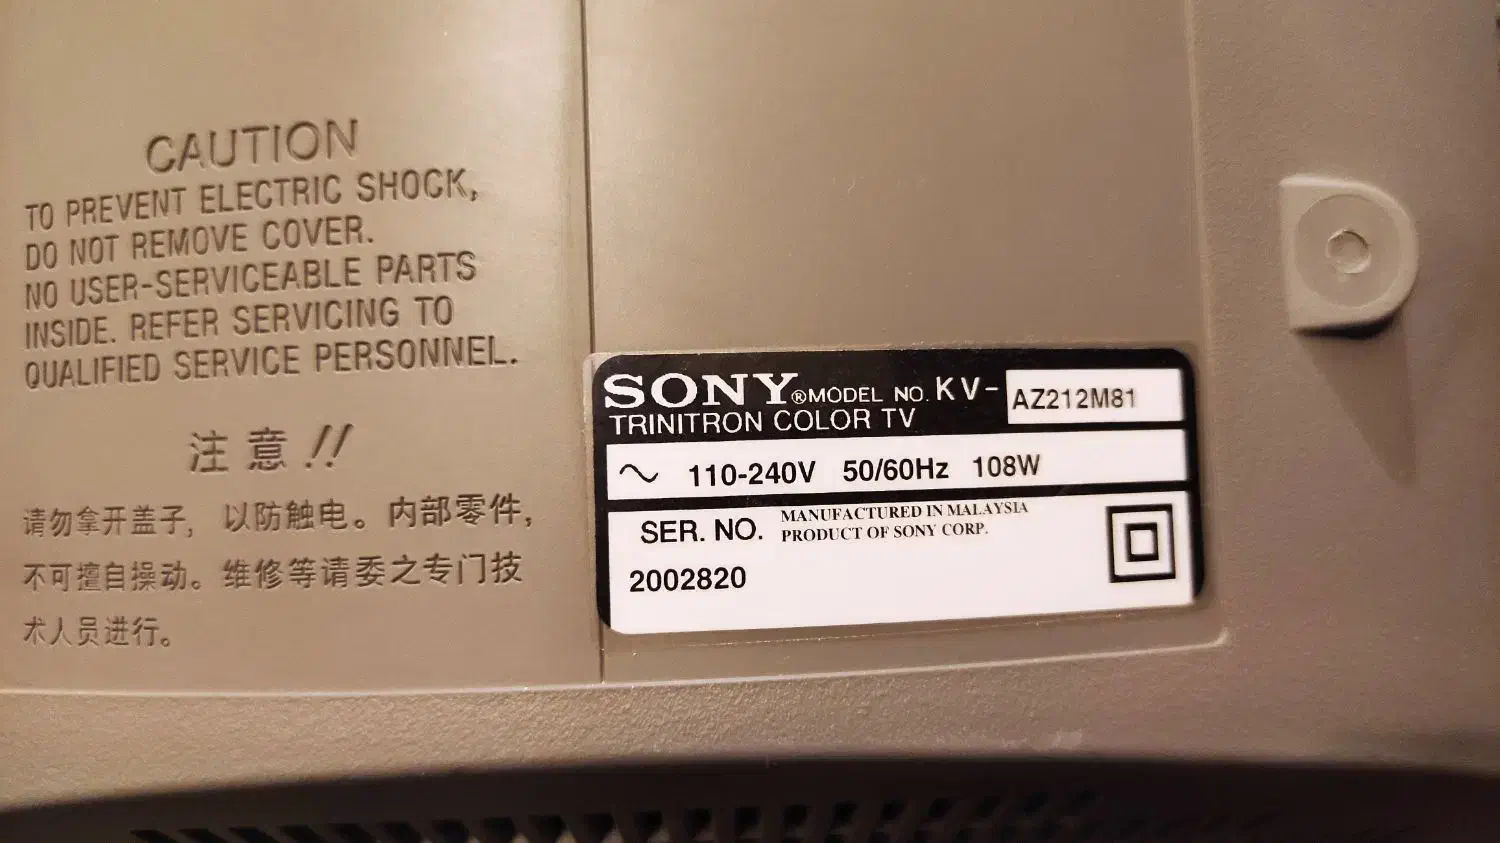 CAUTION
TO PREVENT ELECTRIC SHOCK,
DO NOT REMOVE COVER.
NO USER-SERVICEABLE PARTS
INSIDE. REFER SERVICING TO
QUALIFIED SERVICE PERSONNEL.
注意!!
请勿拿开盖子，以防触电。内部零件，
不可擅自操动。维修等请委之专门技
术人员进行。
SONY® MODEL NO. KV-AZ212M81
TRINITRON COLOR TV
~ 110-240V 50/60Hz 108W
SER. NO. MANUFACTURED IN MALAYSIA
PRODUCT OF SONY CORP.
2002820